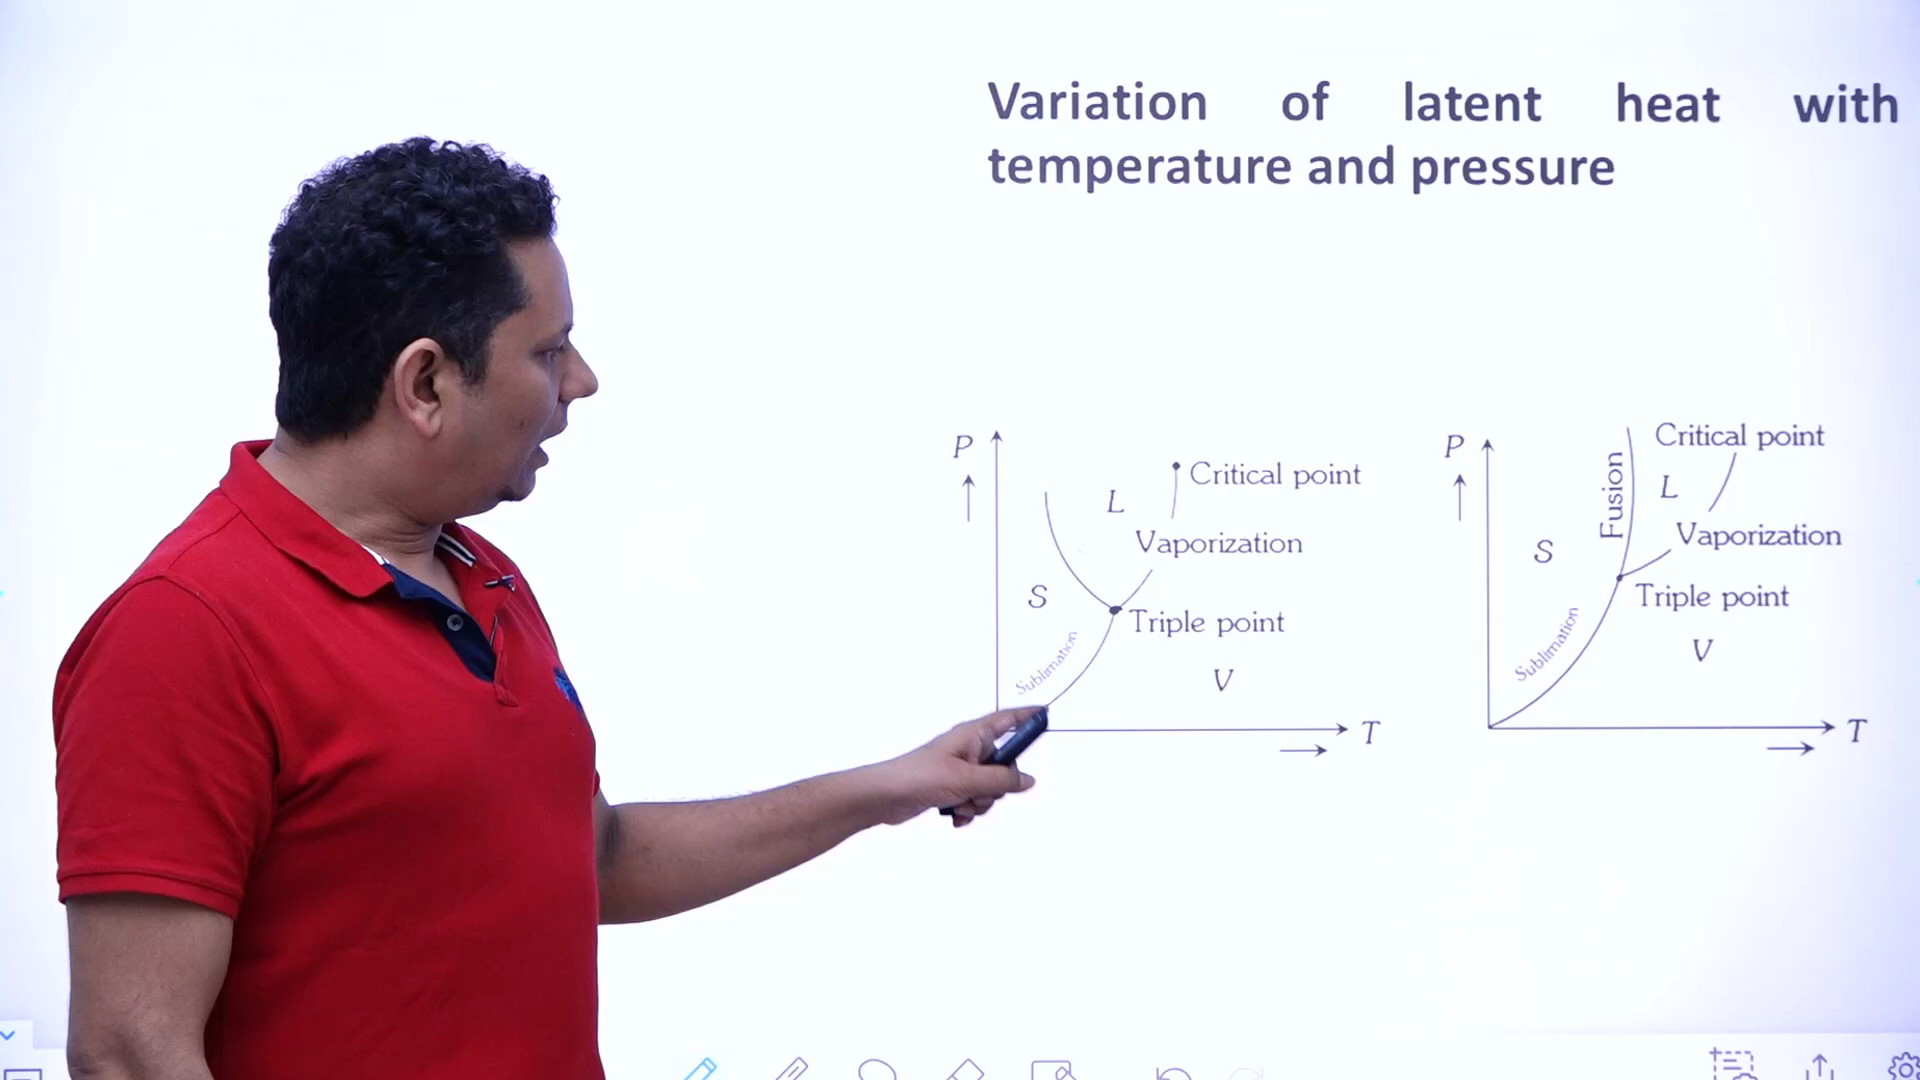 Variation of latent heat with
temperature and pressure
P
Critical point
L
Vaporization
S
Triple point
Sublimation
V
T
P
Critical point
Fusion
L
Vaporization
S
Triple point
Sublimation
V
T